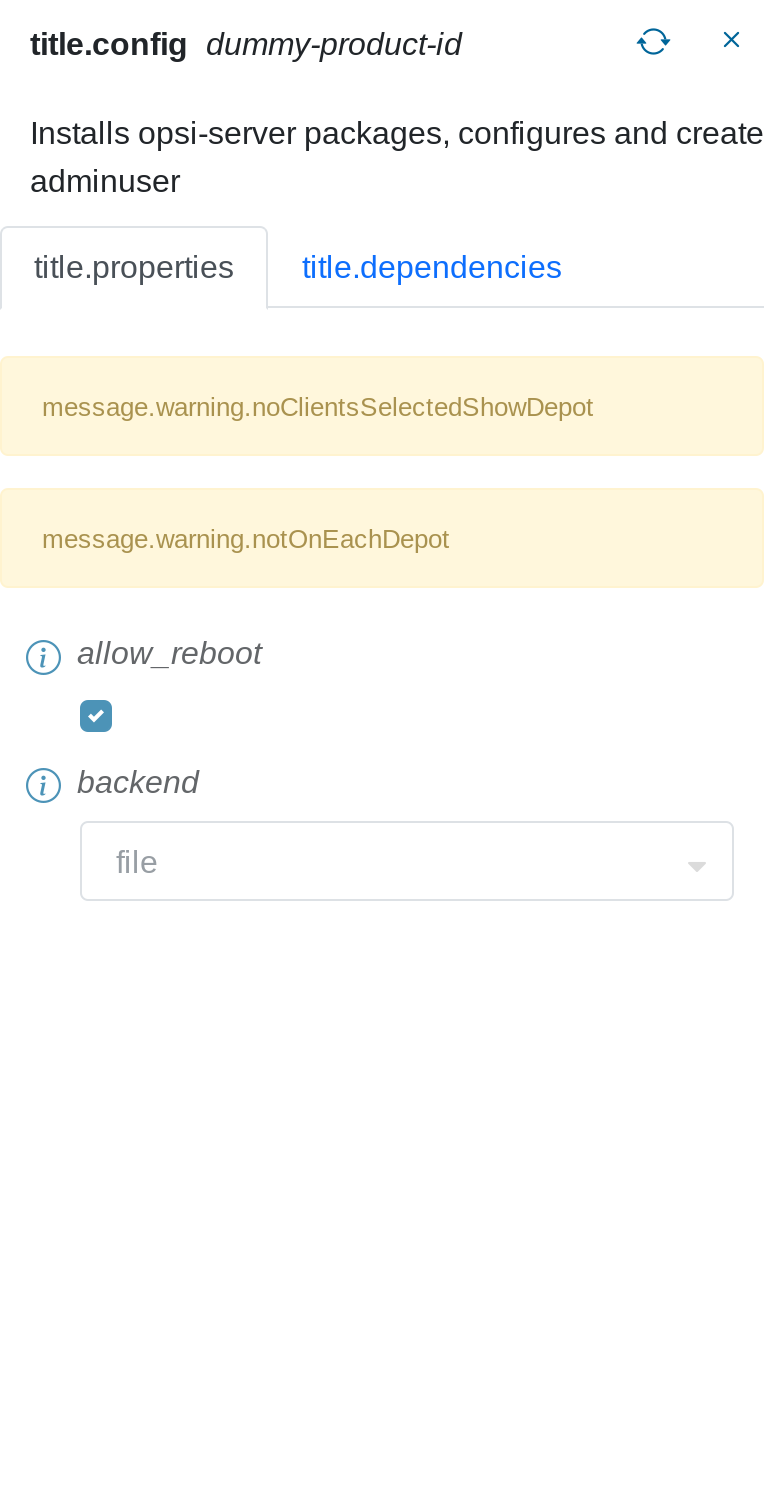 title.config dummy-product-id
Installs opsi-server packages, configures and create
adminuser
title.properties title.dependencies
message.warning.noClientsSelectedShowDepot
message.warning.notOnEachDepot
allow_reboot
backend
file